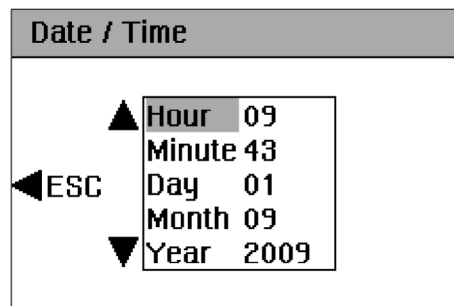 Date / Time
Hour 09
Minute 43
ESC Day 01
Month 09
Year 2009